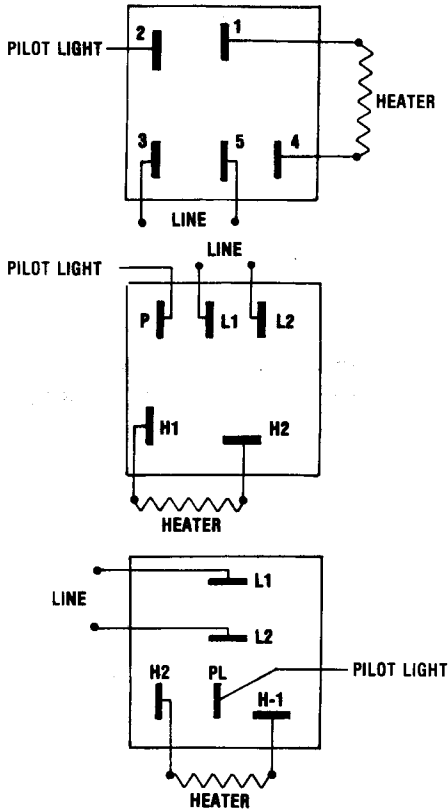 2 1
PILOT LIGHT
HEATER
3 5 4
LINE
LINE
PILOT LIGHT
P L1 L2
H1 H2
HEATER
L1
LINE
L2
H2 PL
PILOT LIGHT
H-1
HEATER